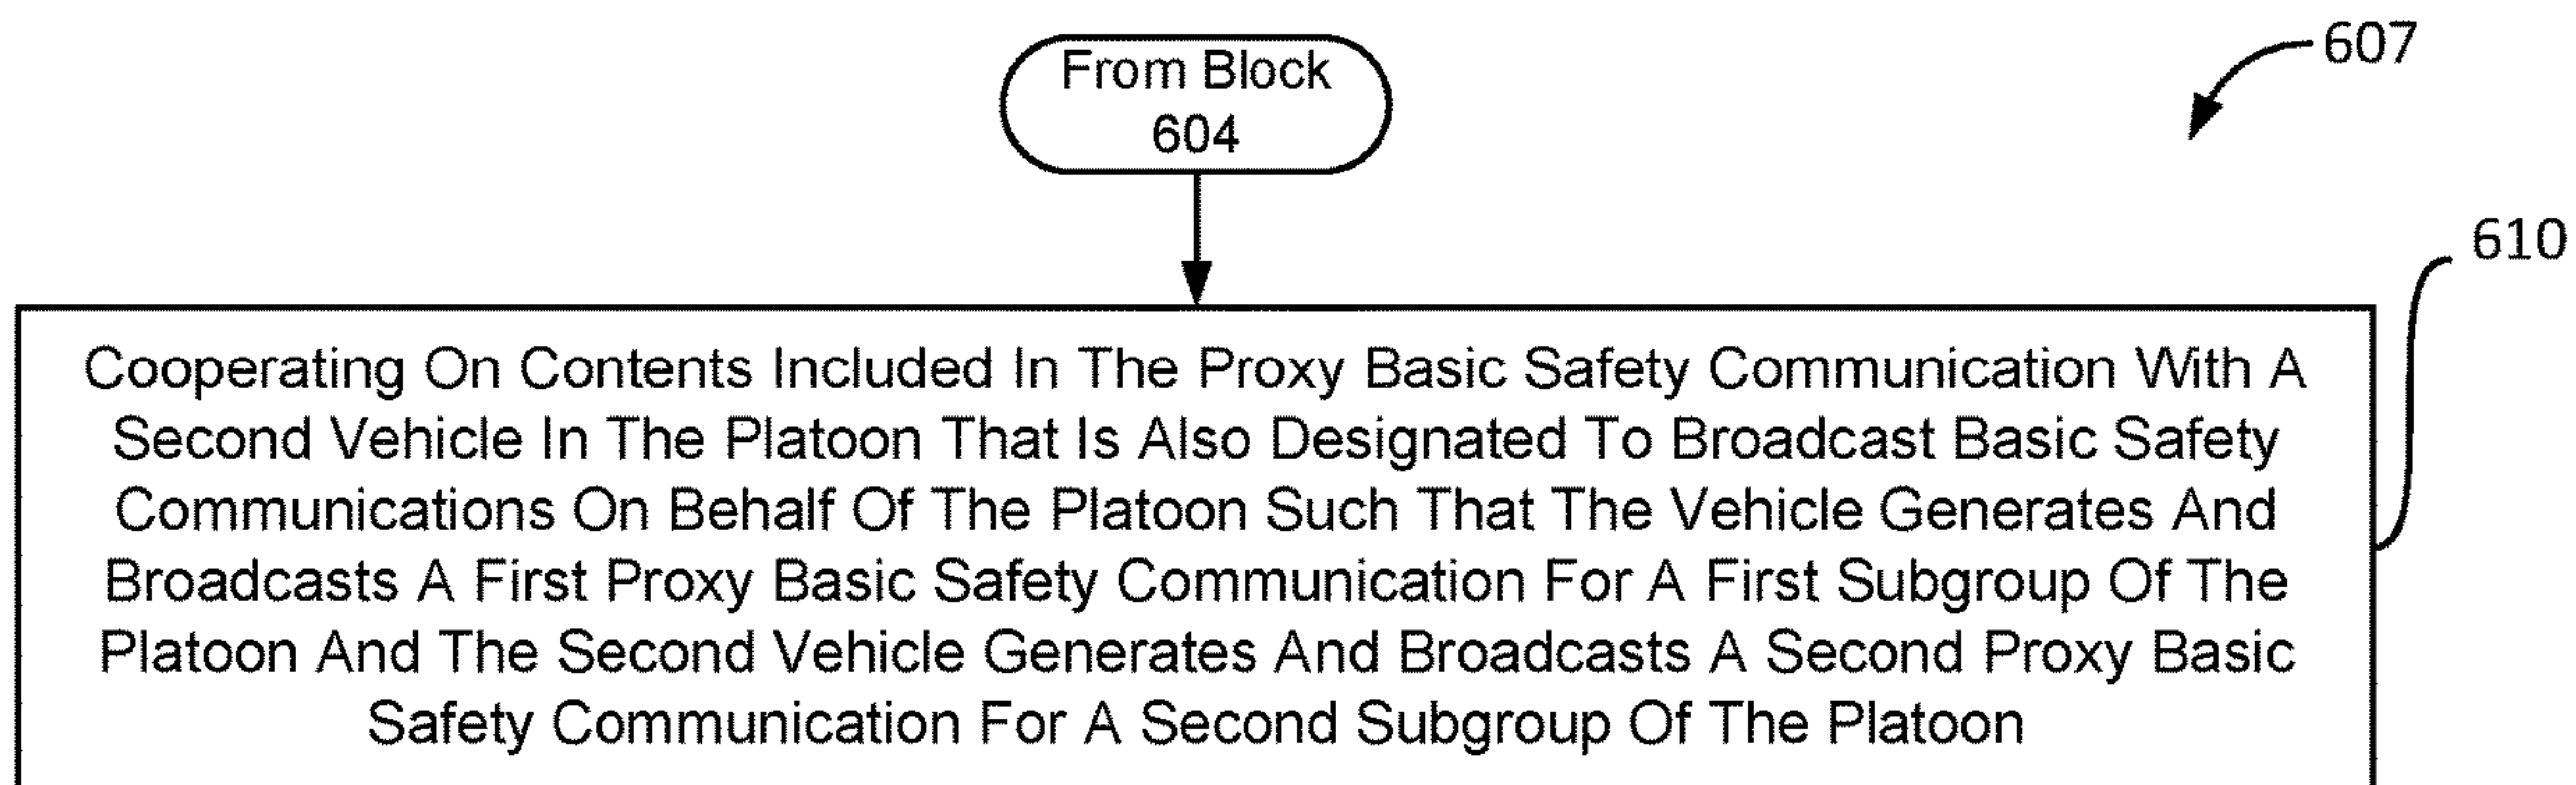 From Block
604
607
610
Cooperating On Contents Included In The Proxy Basic Safety Communication With A
Second Vehicle In The Platoon That Is Also Designated To Broadcast Basic Safety
Communications On Behalf Of The Platoon Such That The Vehicle Generates And
Broadcasts A First Proxy Basic Safety Communication For A First Subgroup Of The
Platoon And The Second Vehicle Generates And Broadcasts A Second Proxy Basic
Safety Communication For A Second Subgroup Of The Platoon